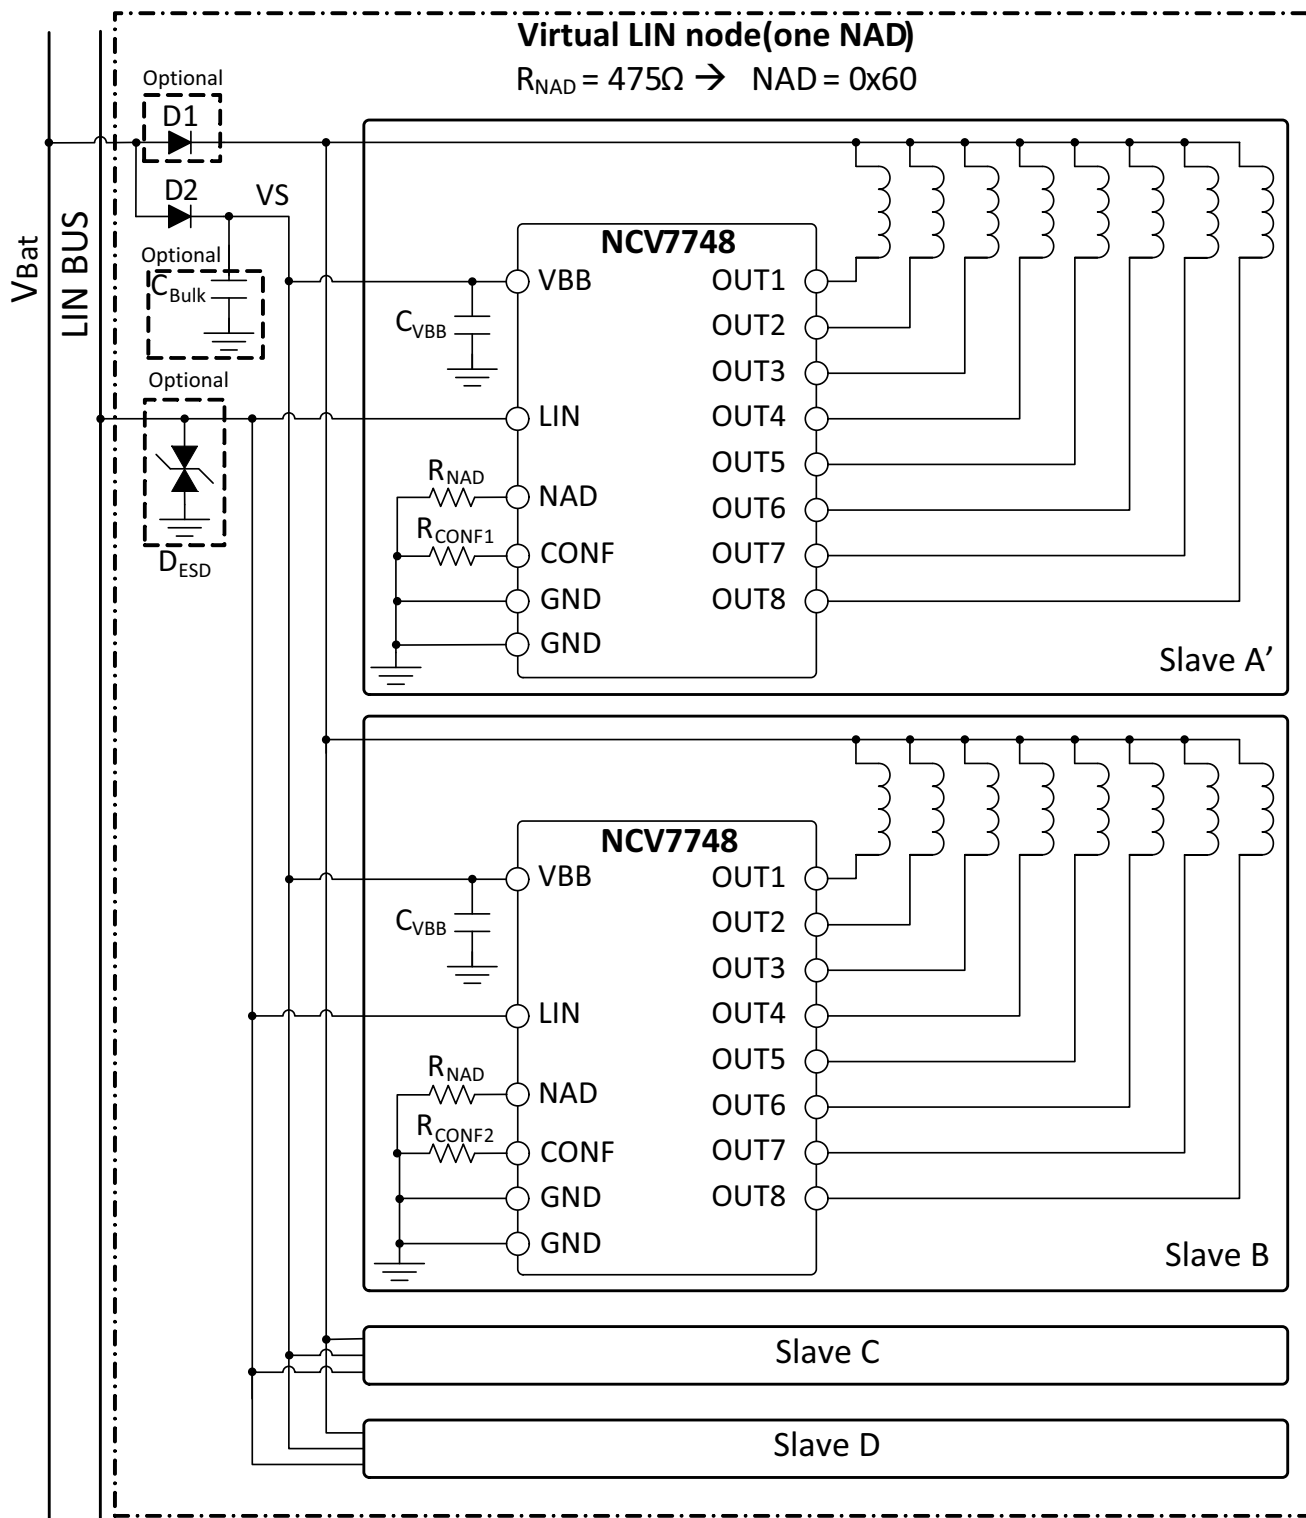 Virtual LIN node(one NAD)
R_NAD = 475Ω → NAD = 0x60
Optional
D1
D2
VS
Optional
C_Bulk
Optional
D_ESD
VBat
LIN BUS
NCV7748
VBB
OUT1
OUT2
C_VBB
OUT3
LIN
OUT4
OUT5
R_NAD
NAD
OUT6
R_CONF1
CONF
OUT7
GND
OUT8
GND
Slave A’
NCV7748
VBB
OUT1
C_VBB
OUT2
OUT3
LIN
OUT4
OUT5
R_NAD
NAD
OUT6
R_CONF2
CONF
OUT7
GND
OUT8
GND
Slave B
Slave C
Slave D